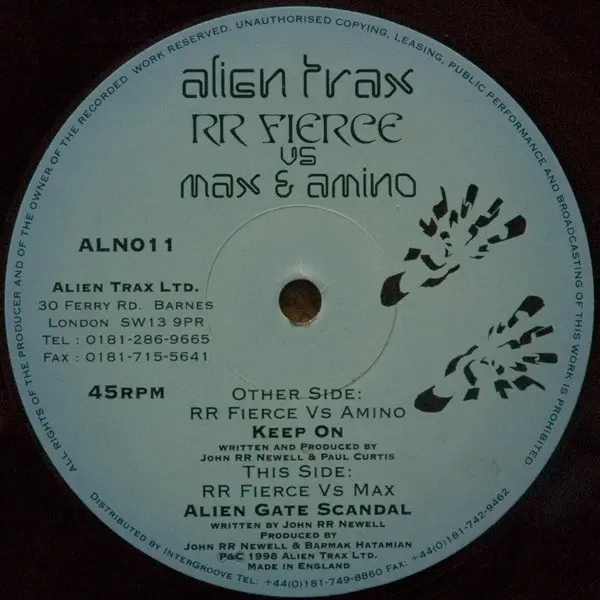 ALL RIGHTS OF THE PRODUCER AND OF THE OWNER OF THE RECORDED WORK RESERVED. UNAUTHORISED COPYING, LEASING, PUBLIC PERFORMANCE AND BROADCASTING OF THIS WORK IS PROHIBITED.
alien trax
RR FIERCE
vs
max & amino
ALN011
ALIEN TRAX LTD.
30 FERRY RD. BARNES
LONDON SW13 9PR
TEL : 0181-286-9665
FAX : 0181-715-5641
45RPM
OTHER SIDE:
RR FIERCE VS AMINO
KEEP ON
WRITTEN AND PRODUCED BY
JOHN RR NEWELL & PAUL CURTIS
THIS SIDE:
RR FIERCE VS MAX
ALIEN GATE SCANDAL
WRITTEN BY JOHN RR NEWELL
PRODUCED BY
JOHN RR NEWELL & BARMAK HATAMIAN
P&C 1998 ALIEN TRAX LTD.
MADE IN ENGLAND
DISTRIBUTED BY INTERGROOVE TEL: +44(0)181-749-8860 FAX: +44(0)181-742-9462